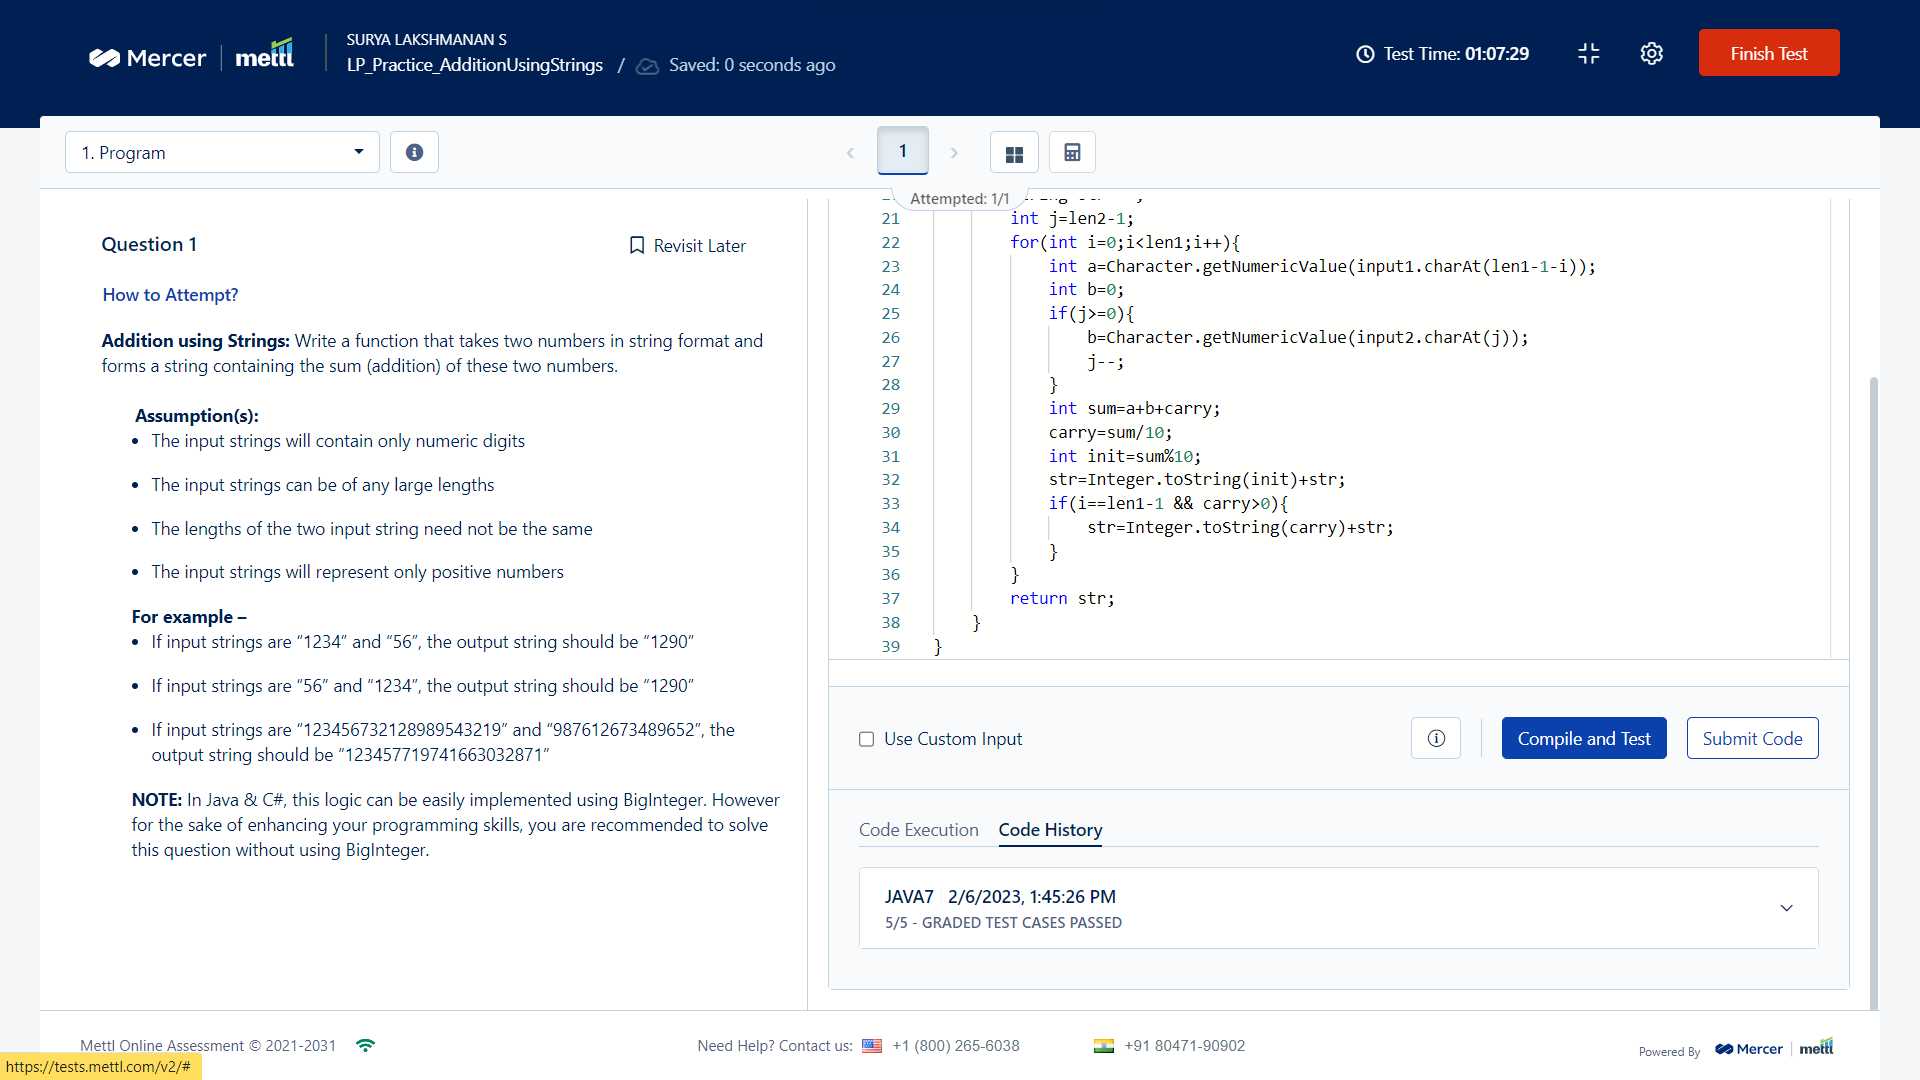 Mercer mettl
SURYA LAKSHMANAN S
LP_Practice_AdditionUsingStrings / Saved: 0 seconds ago
Test Time: 01:07:29
Finish Test
1. Program
1
Attempted: 1/1
Question 1
Revisit Later
How to Attempt?
Addition using Strings: Write a function that takes two numbers in string format and
forms a string containing the sum (addition) of these two numbers.
Assumption(s):
• The input strings will contain only numeric digits
• The input strings can be of any large lengths
• The lengths of the two input string need not be the same
• The input strings will represent only positive numbers
For example –
• If input strings are “1234” and “56”, the output string should be “1290”
• If input strings are “56” and “1234”, the output string should be “1290”
• If input strings are “123456732128989543219” and “987612673489652”, the
output string should be “123457719741663032871”
NOTE: In Java & C#, this logic can be easily implemented using BigInteger. However
for the sake of enhancing your programming skills, you are recommended to solve
this question without using BigInteger.
21 int j=len2-1;
22 for(int i=0;i<len1;i++){
23 int a=Character.getNumericValue(input1.charAt(len1-1-i));
24 int b=0;
25 if(j>=0){
26 b=Character.getNumericValue(input2.charAt(j));
27 j--;
28 }
29 int sum=a+b+carry;
30 carry=sum/10;
31 int init=sum%10;
32 str=Integer.toString(init)+str;
33 if(i==len1-1 && carry>0){
34 str=Integer.toString(carry)+str;
35 }
36 }
37 return str;
38 }
39 }
Use Custom Input
Compile and Test
Submit Code
Code Execution
Code History
JAVA7 2/6/2023, 1:45:26 PM
5/5 - GRADED TEST CASES PASSED
Mettl Online Assessment © 2021-2031
Need Help? Contact us: +1 (800) 265-6038
+91 80471-90902
Powered By Mercer mettl
https://tests.mettl.com/v2/#